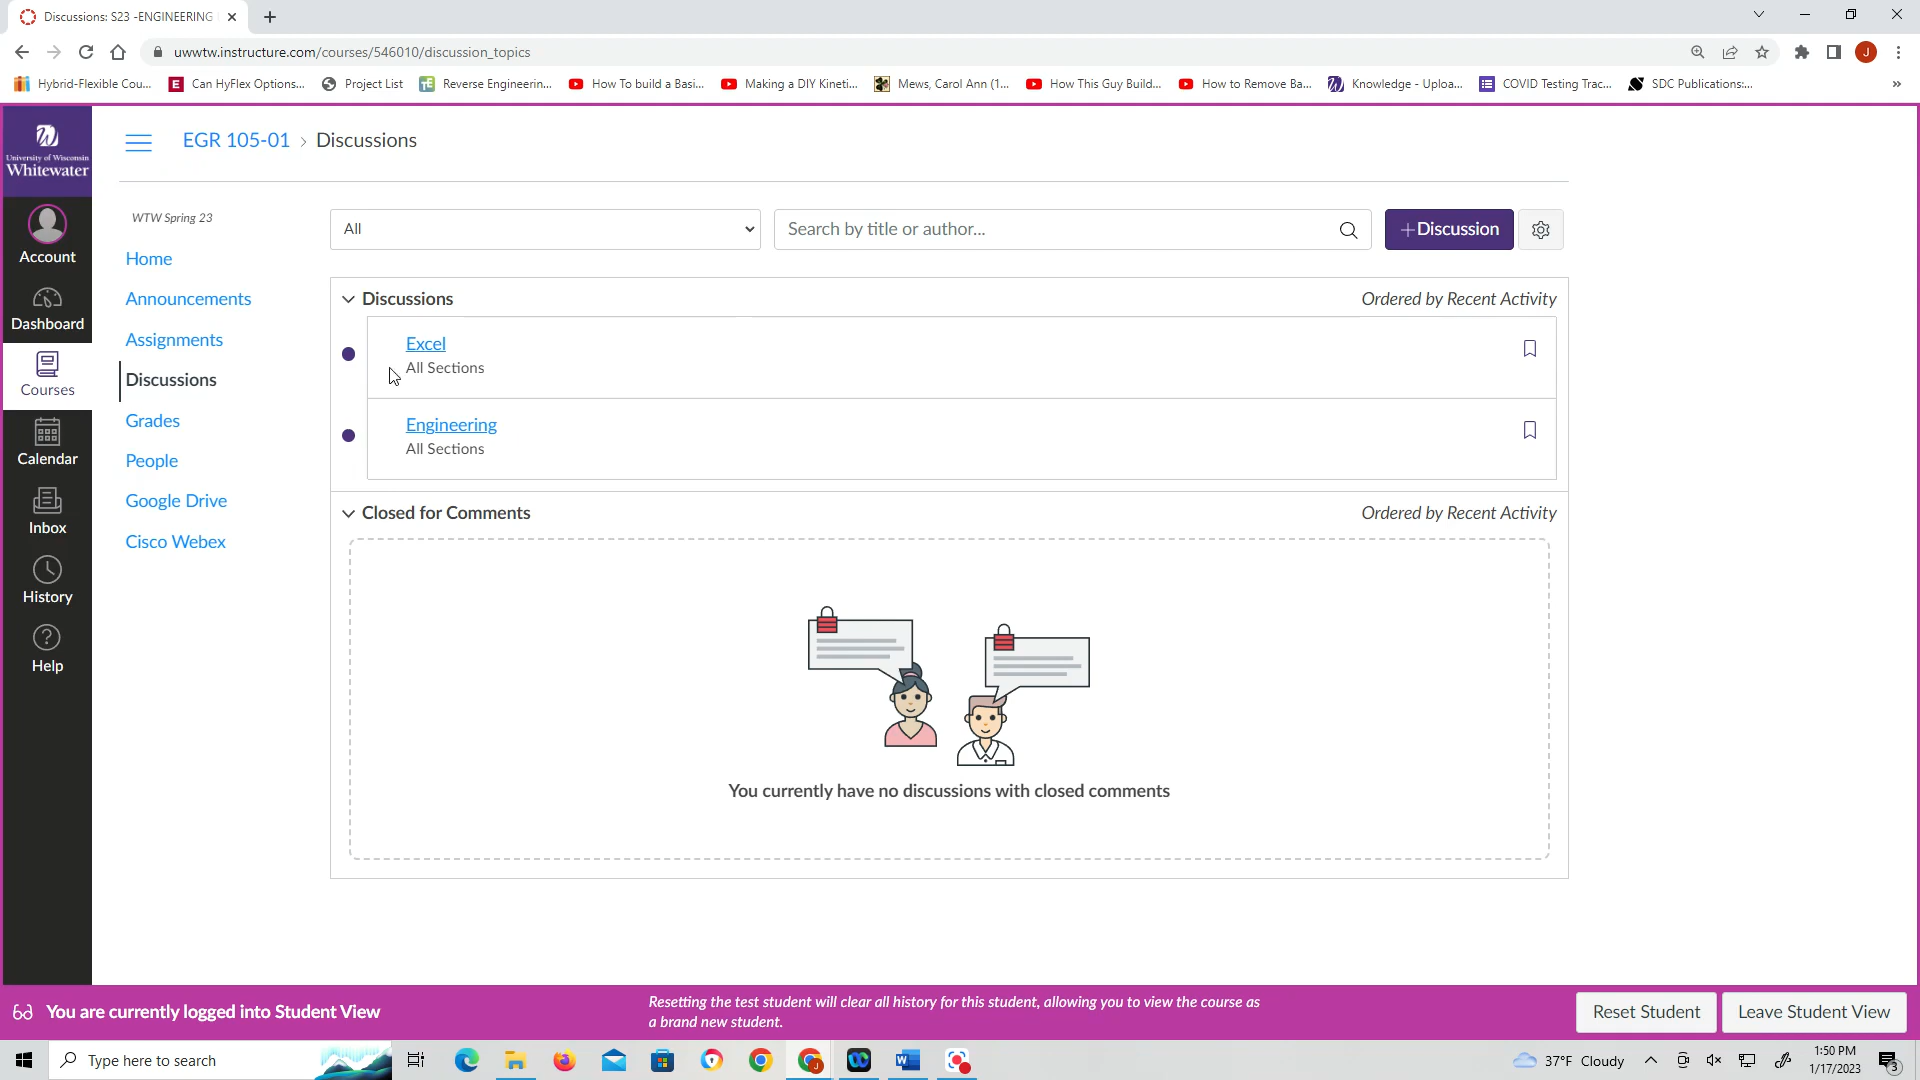 Discussions: S23 -ENGINEERING
uwwtw.instructure.com/courses/546010/discussion_topics
J
Hybrid-Flexible Cou...
Can HyFlex Options...
Project List
Reverse Engineerin...
How To build a Basi...
Making a DIY Kineti...
Mews, Carol Ann (1...
How This Guy Build...
How to Remove Ba...
Knowledge - Uploa...
COVID Testing Trac...
SDC Publications:...
University of Wisconsin
Whitewater
EGR 105-01 > Discussions
Account
Dashboard
Courses
Calendar
Inbox
History
Help
WTW Spring 23
Home
Announcements
Assignments
Discussions
Grades
People
Google Drive
Cisco Webex
All
Search by title or author...
+Discussion
Discussions
Ordered by Recent Activity
Excel
All Sections
Engineering
All Sections
Closed for Comments
Ordered by Recent Activity
You currently have no discussions with closed comments
You are currently logged into Student View
Resetting the test student will clear all history for this student, allowing you to view the course as
a brand new student.
Reset Student
Leave Student View
Type here to search
37°F Cloudy
1:50 PM
1/17/2023
3